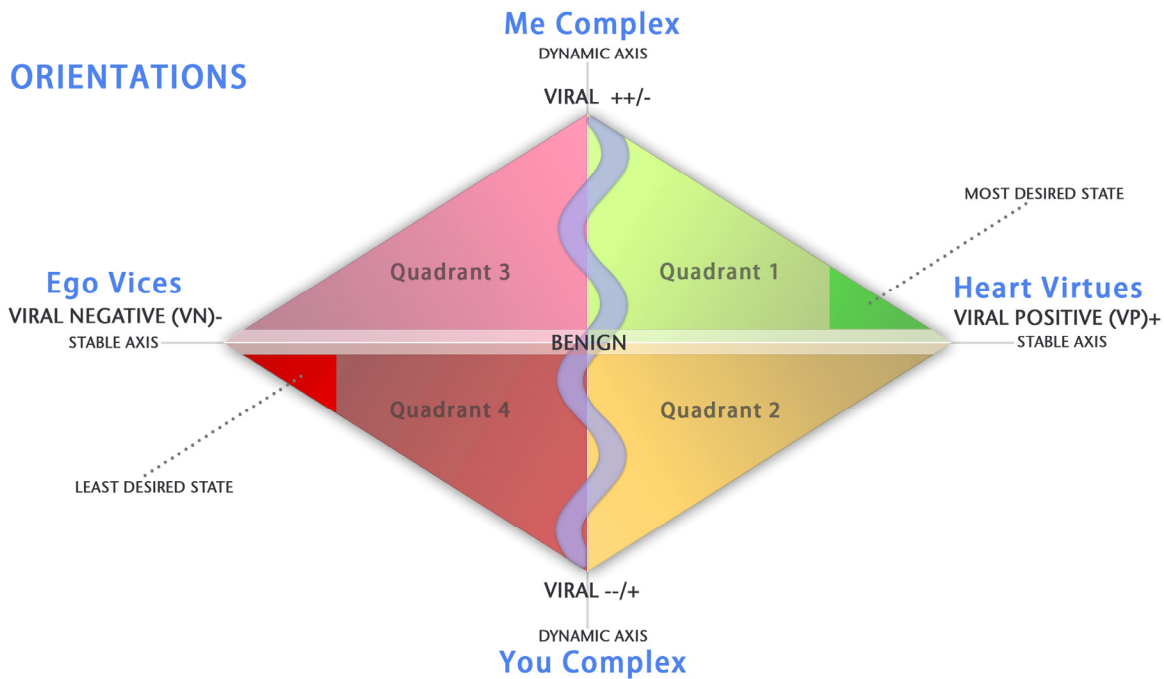 Me Complex
DYNAMIC AXIS
ORIENTATIONS
VIRAL ++/-
MOST DESIRED STATE
Quadrant 3
Quadrant 1
Ego Vices
Heart Virtues
VIRAL NEGATIVE (VN)-
VIRAL POSITIVE (VP)+
STABLE AXIS
BENIGN
STABLE AXIS
Quadrant 4
Quadrant 2
LEAST DESIRED STATE
VIRAL --/+
DYNAMIC AXIS
You Complex